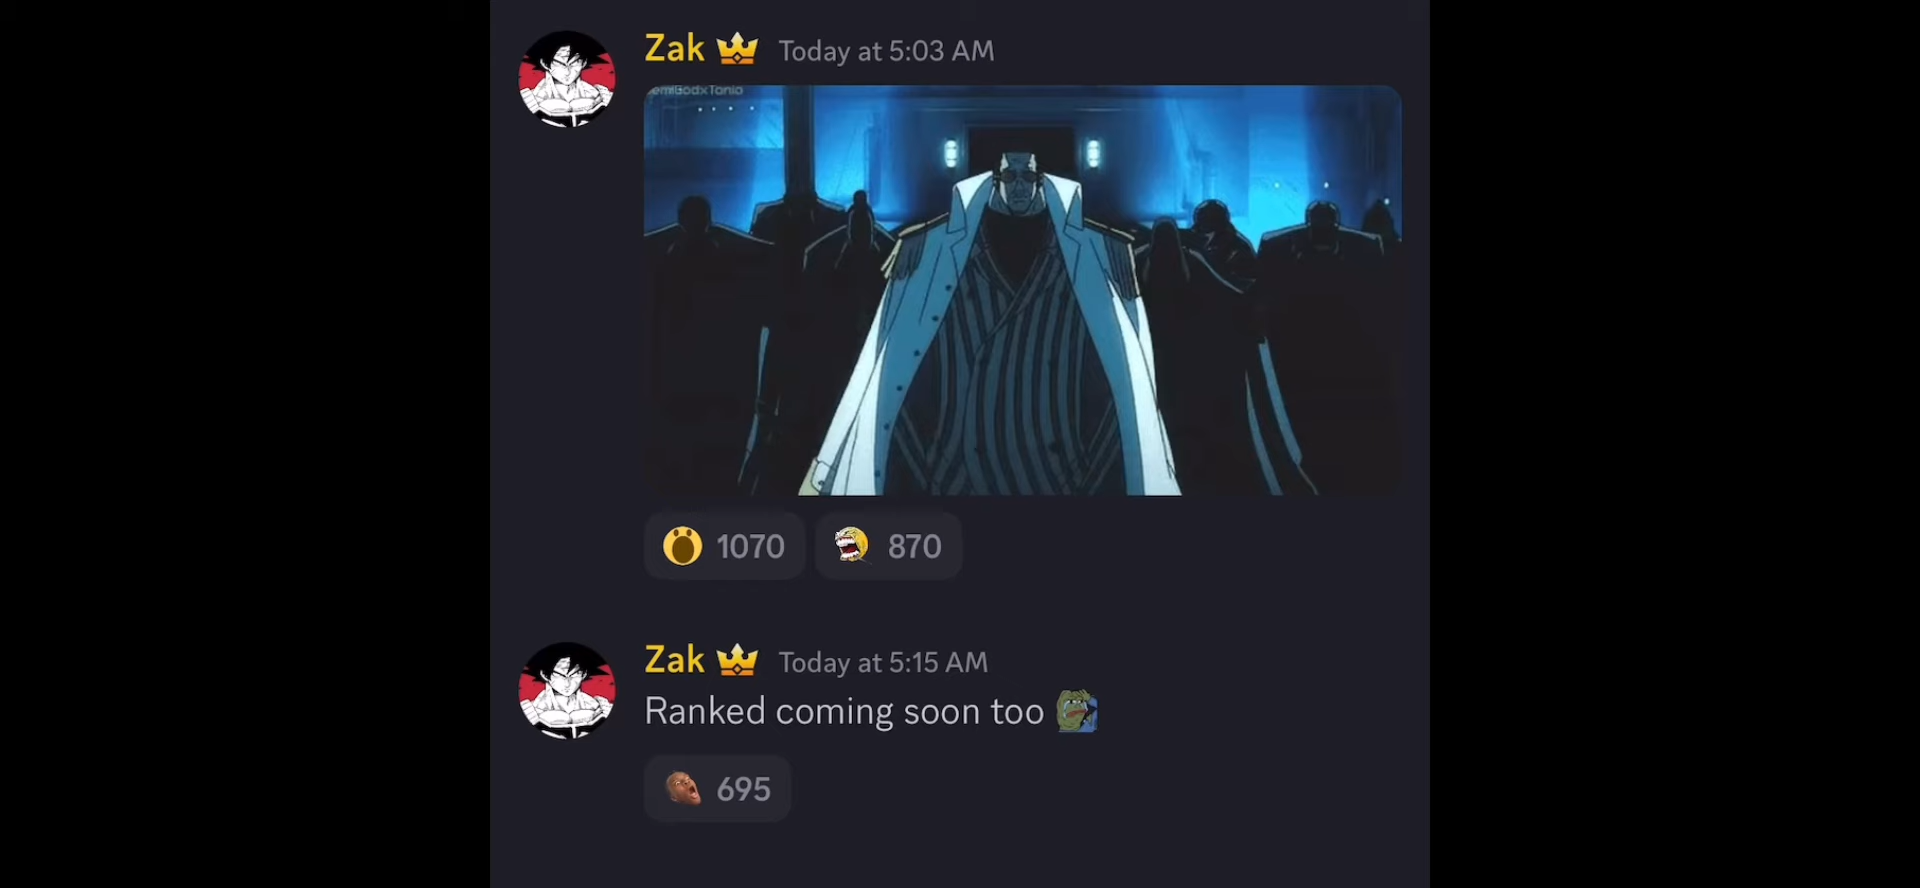 Zak Today at 5:03 AM
emiGodxTanio
1070 870
Zak Today at 5:15 AM
Ranked coming soon too
695